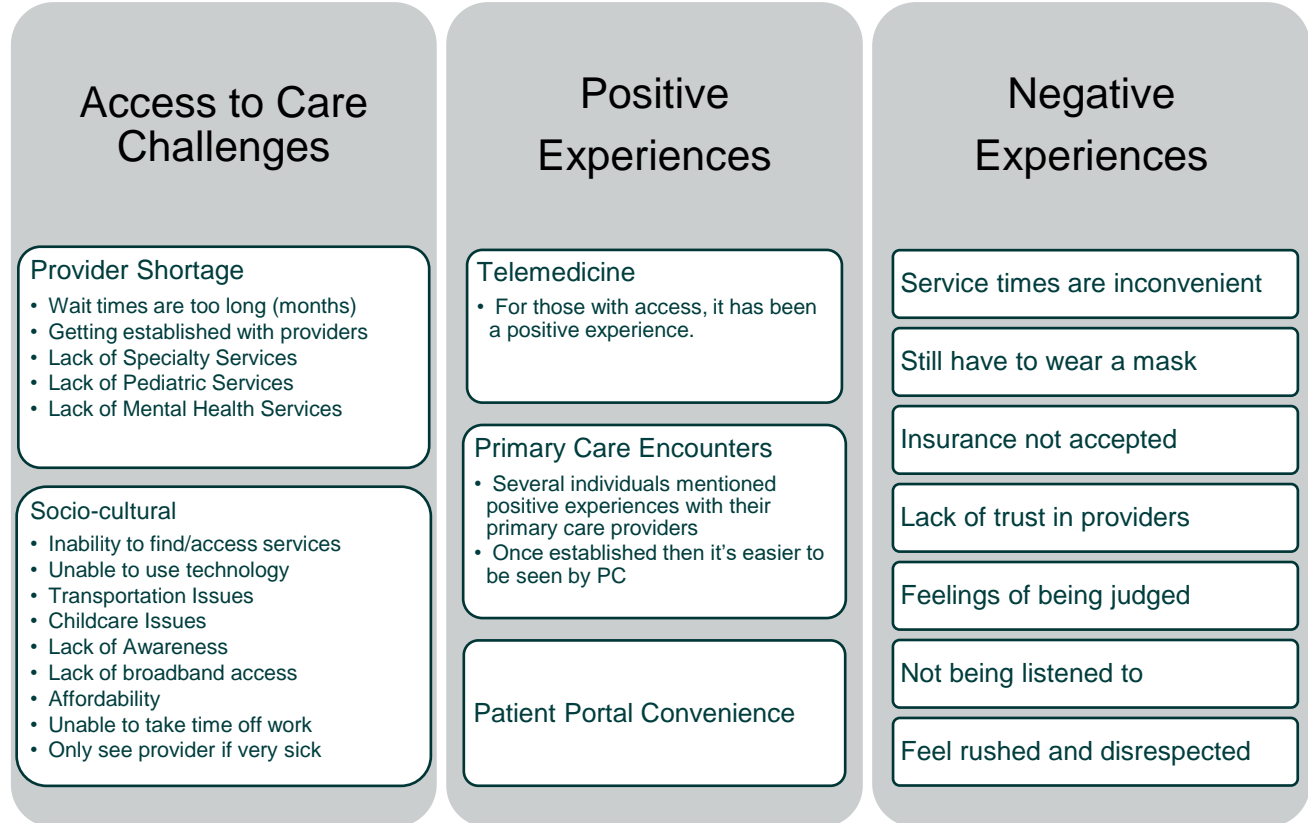 Access to Care
Challenges
Provider Shortage
• Wait times are too long (months)
• Getting established with providers
• Lack of Specialty Services
• Lack of Pediatric Services
• Lack of Mental Health Services
Socio-cultural
• Inability to find/access services
• Unable to use technology
• Transportation Issues
• Childcare Issues
• Lack of Awareness
• Lack of broadband access
• Affordability
• Unable to take time off work
• Only see provider if very sick
Positive
Experiences
Telemedicine
• For those with access, it has been
a positive experience.
Primary Care Encounters
• Several individuals mentioned
positive experiences with their
primary care providers
• Once established then it’s easier to
be seen by PC
Patient Portal Convenience
Negative
Experiences
Service times are inconvenient
Still have to wear a mask
Insurance not accepted
Lack of trust in providers
Feelings of being judged
Not being listened to
Feel rushed and disrespected